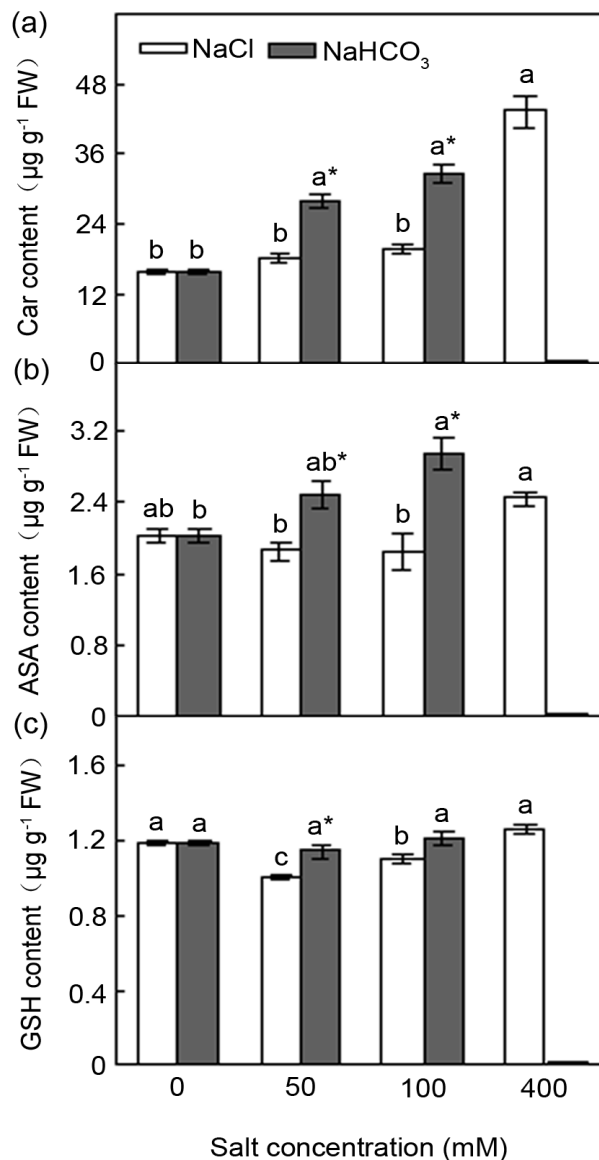 (a)
NaCl NaHCO₃
Car content（µg g⁻¹ FW)
48
36
24
12
0
b b b a* b a* a
(b)
ASA content（µg g⁻¹ FW)
3.2
2.4
1.6
0.8
0
ab b b ab* b a* a
(c)
GSH content（µg g⁻¹ FW)
1.6
1.2
0.8
0.4
0
a a c a* b a a
0 50 100 400
Salt concentration (mM)